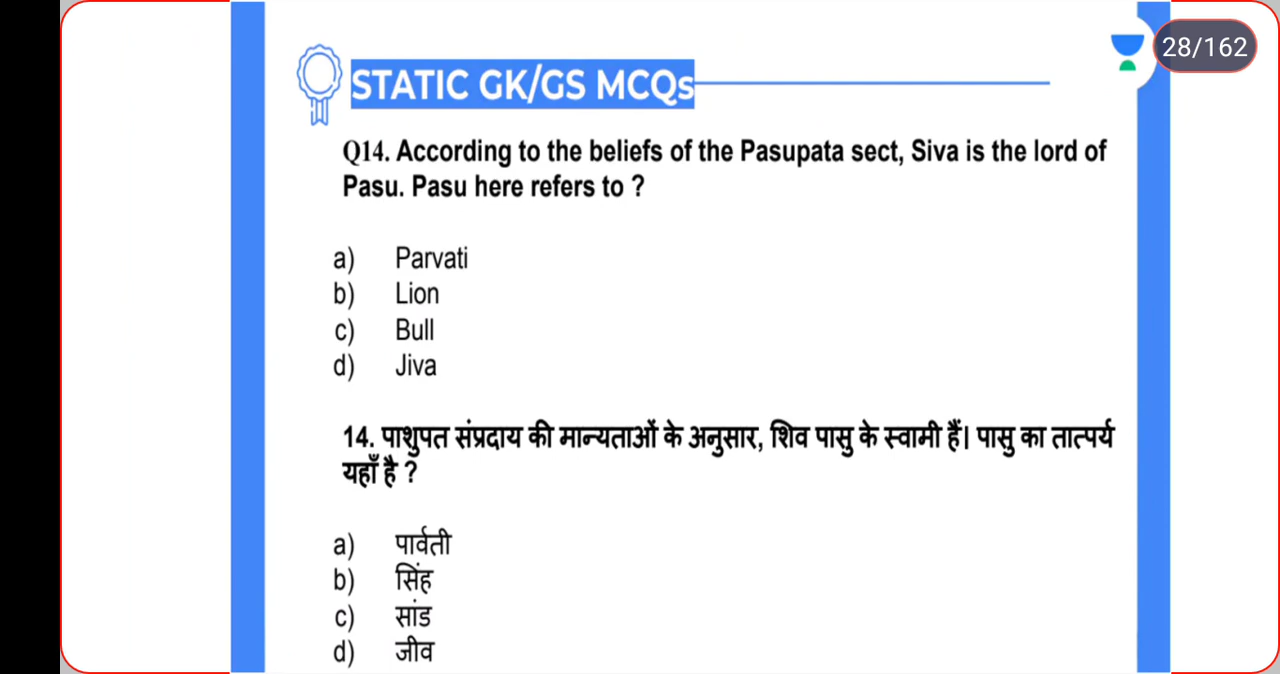 28/162
STATIC GK/GS MCQs
Q14. According to the beliefs of the Pasupata sect, Siva is the lord of
Pasu. Pasu here refers to ?
a) Parvati
b) Lion
c) Bull
d) Jiva
14. पाशुपत संप्रदाय की मान्यताओं के अनुसार, शिव पासु के स्वामी हैं। पासु का तात्पर्य
यहाँ है ?
a) पार्वती
b) सिंह
c) सांड
d) जीव